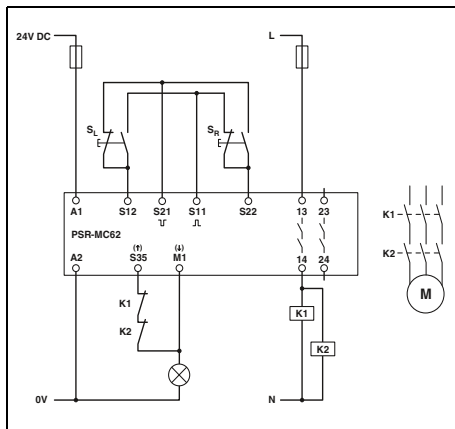 24V DC
L
SL
SR
A1
S12
S21
S11
S22
13
23
PSR-MC62
A2
(↑)
S35
(↓)
M1
14
24
K1
K2
K1
K2
K1
K2
M
0V
N